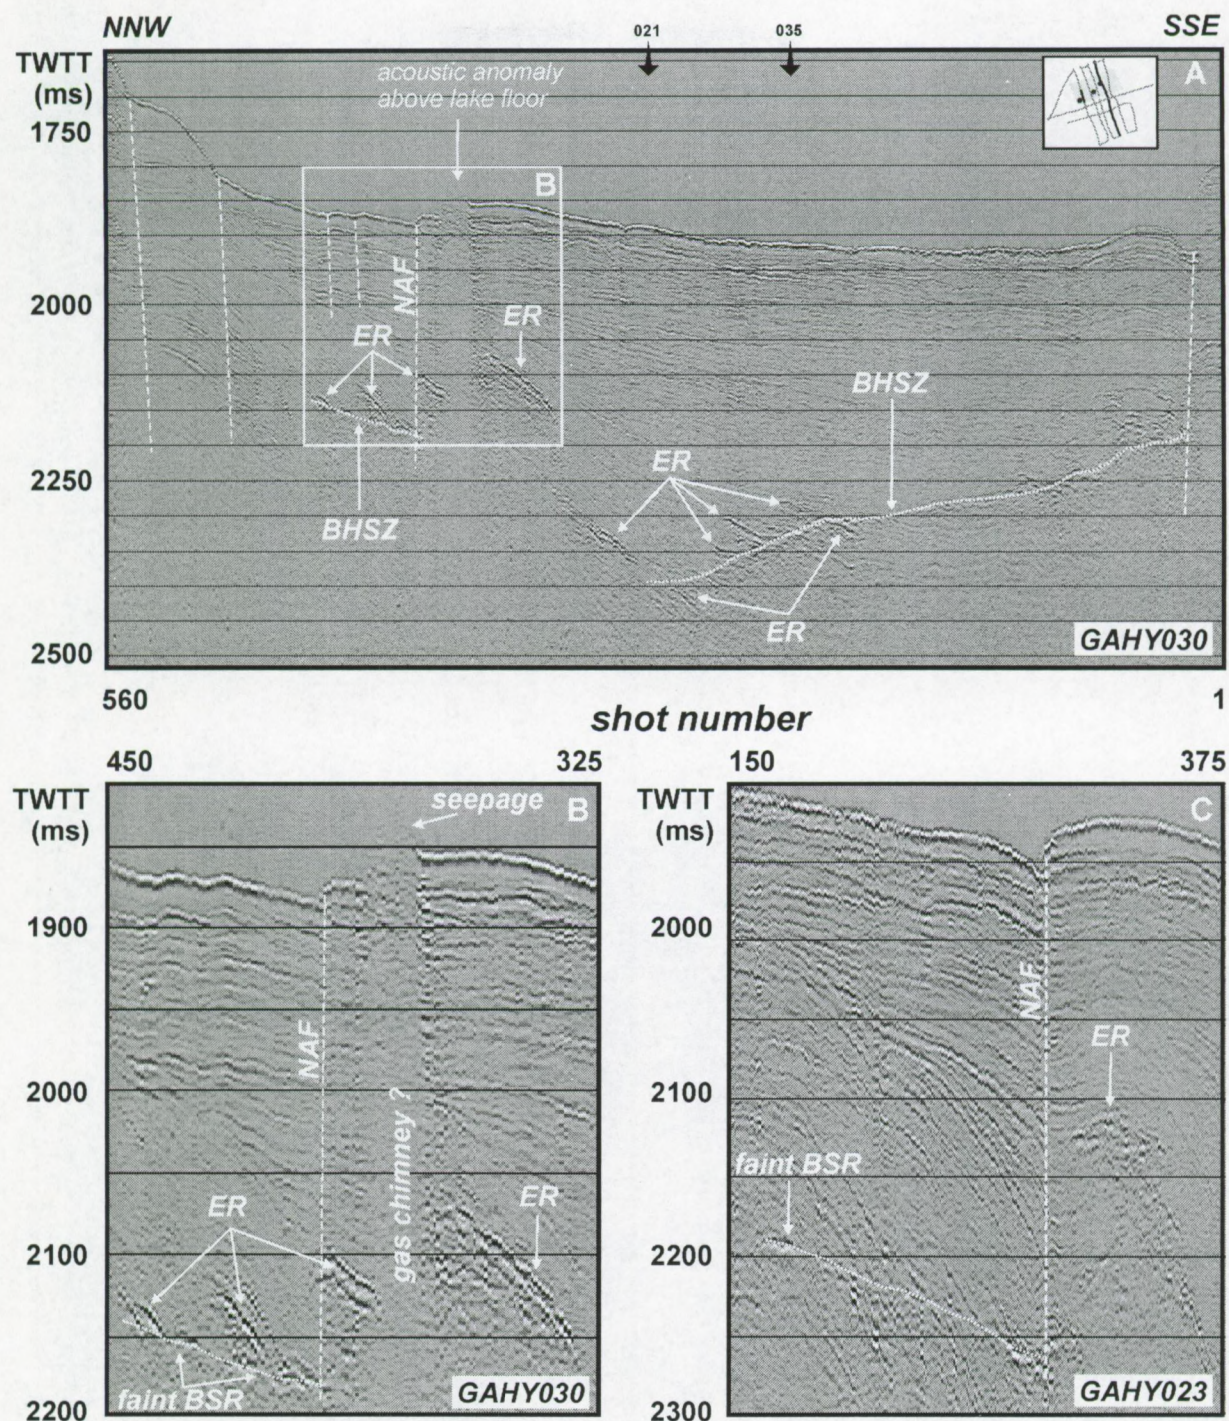 NNW 021 035 SSE
TWTT
(ms)
1750
2000
2250
2500
acoustic anomaly
above lake floor
A
B
NAF
ER
ER
BHSZ
BHSZ
ER
ER
GAHY030
560 1
shot number
450 325
TWTT
(ms)
1900
2000
2100
2200
seepage
B
NAF
gas chimney ?
ER
ER
faint BSR
GAHY030
150 375
TWTT
(ms)
2000
2100
2200
2300
C
NAF
ER
faint BSR
GAHY023